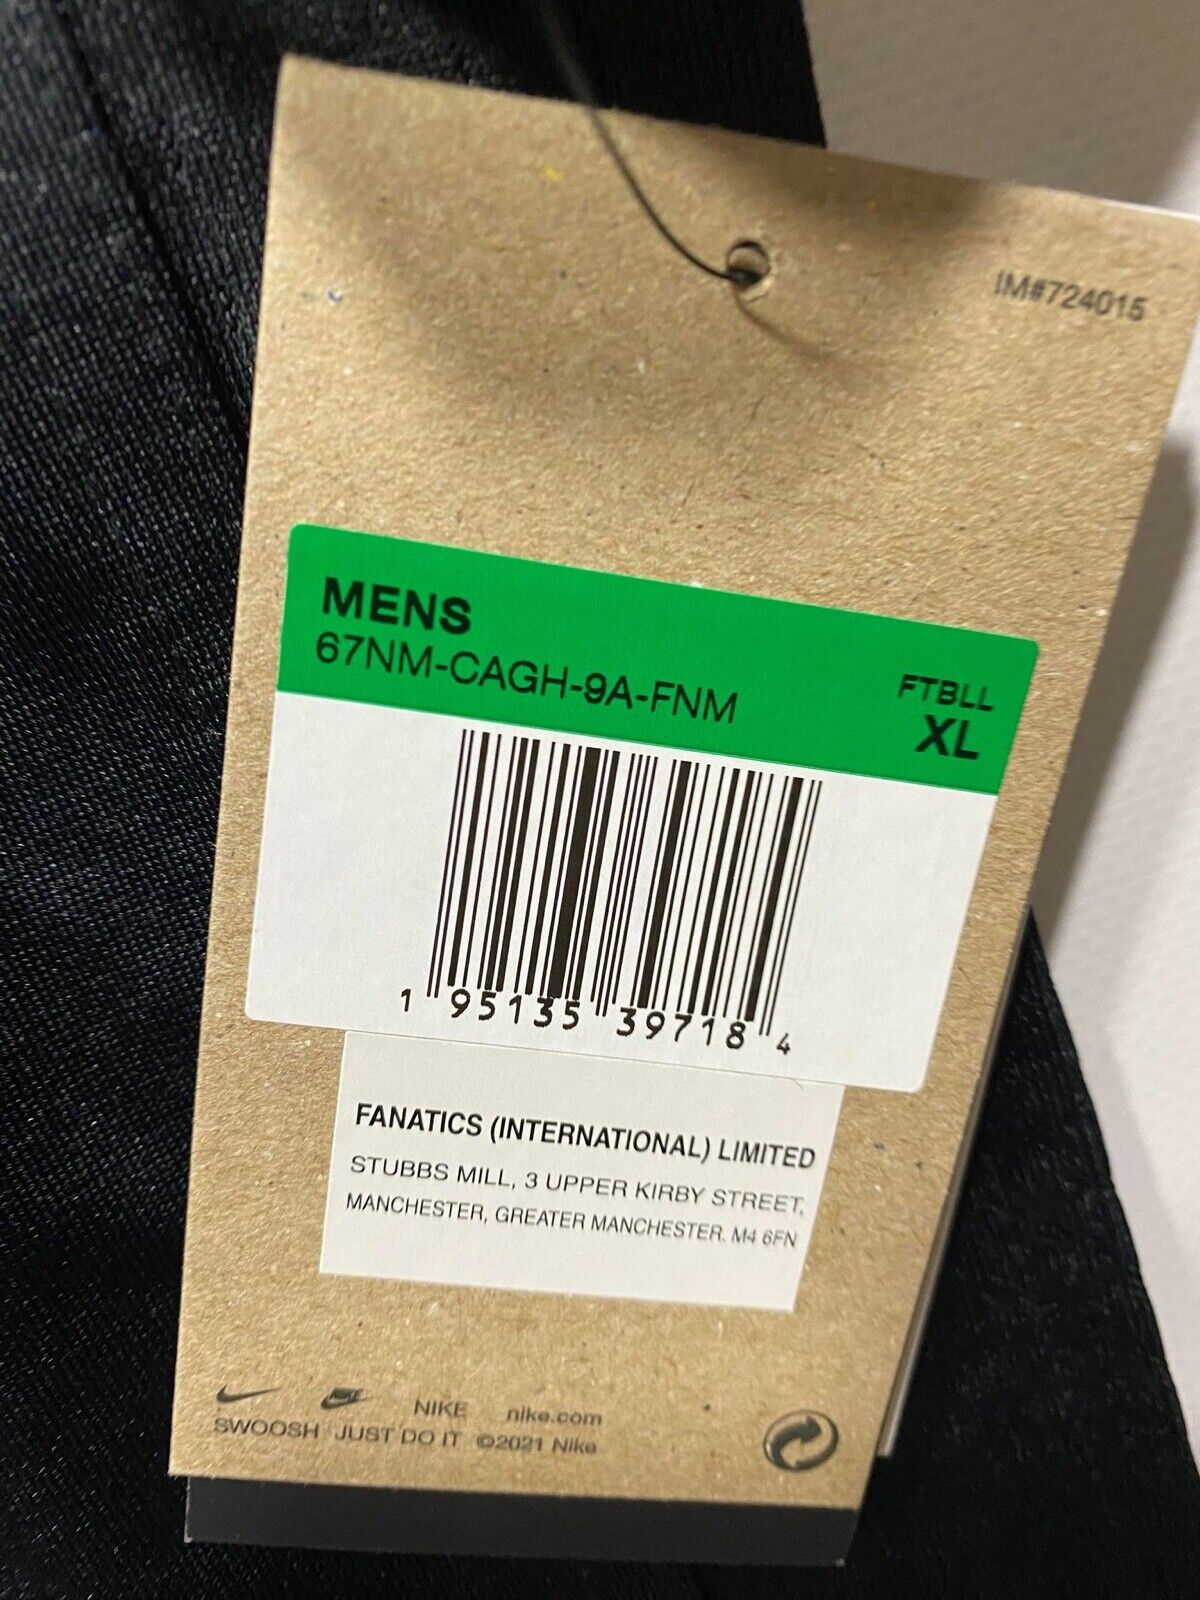 IM#724015
MENS
67NM-CAGH-9A-FNM
FTBLL
XL
1 95135 39718 4
FANATICS (INTERNATIONAL) LIMITED
STUBBS MILL, 3 UPPER KIRBY STREET,
MANCHESTER, GREATER MANCHESTER. M4 6FN
NIKE NIKE nike.com
SWOOSH JUST DO IT ©2021 Nike